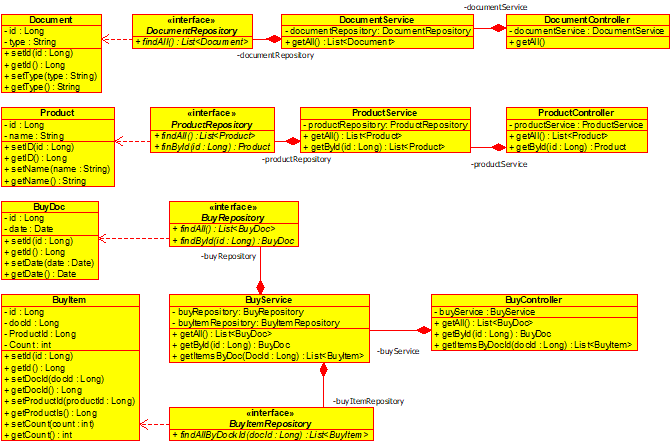 Document
- id : Long
- type : String
+ setId(id : Long)
+ getId() : Long
+ setType(type : String)
+ getType() : String
«interface»
DocumentRepository
+ findAll() : List<Document>
-documentRepository
DocumentService
- documentRepository: DocumentRepository
+ getAll() : List<Document>
-documentService
DocumentController
- documentService : DocumentService
+ getAll()
Product
- id : Long
- name : String
+ setID(id : Long)
+ getID() : Long
+ setName(name : String)
+ getName() : String
«interface»
ProductRepository
+ findAll() : List<Product>
+ finById(id : Long) : Product
-productRepository
ProductService
- productRepository: ProductRepository
+ getAll() : List<Product>
+ getById(id : Long) : List<Product>
-productService
ProductController
- productService : ProductService
+ getAll() : List<Product>
+ getById(id : Long) : Product
BuyDoc
- id : Long
- date : Date
+ setId(id : Long)
+ getId() : Long
+ setDate(date : Date)
+ getDate() : Date
«interface»
BuyRepository
+ findAll() : List<BuyDoc>
+ findById(id : Long) : BuyDoc
-buyRepository
BuyItem
- id : Long
- docId : Long
- ProductId : Long
- Count : int
+ setId(id : Long)
+ getId() : Long
+ setDocId(docId : Long)
+ getDocId() : Long
+ setProductId(productId : Long)
+ getProductIs() : Long
+ setCount(count : int)
+ getCount() : int
BuyService
- buyRepository: BuyRepository
- buyItemRepository: BuyItemRepository
+ getAll() : List<BuyDoc>
+ getById(id : Long) : BuyDoc
+ getItemsByDoc(DocId : Long) : List<BuyItem>
-buyService
BuyController
- buyService : BuyService
+ getAll() : List<BuyDoc>
+ getById(id : Long) : BuyDoc
+ getItemsByDocId(docId : Long) : List<BuyItem>
-buyItemRepository
«interface»
BuyItemRepository
+ findAllByDockId(docId : Long) : List<BuyItem>